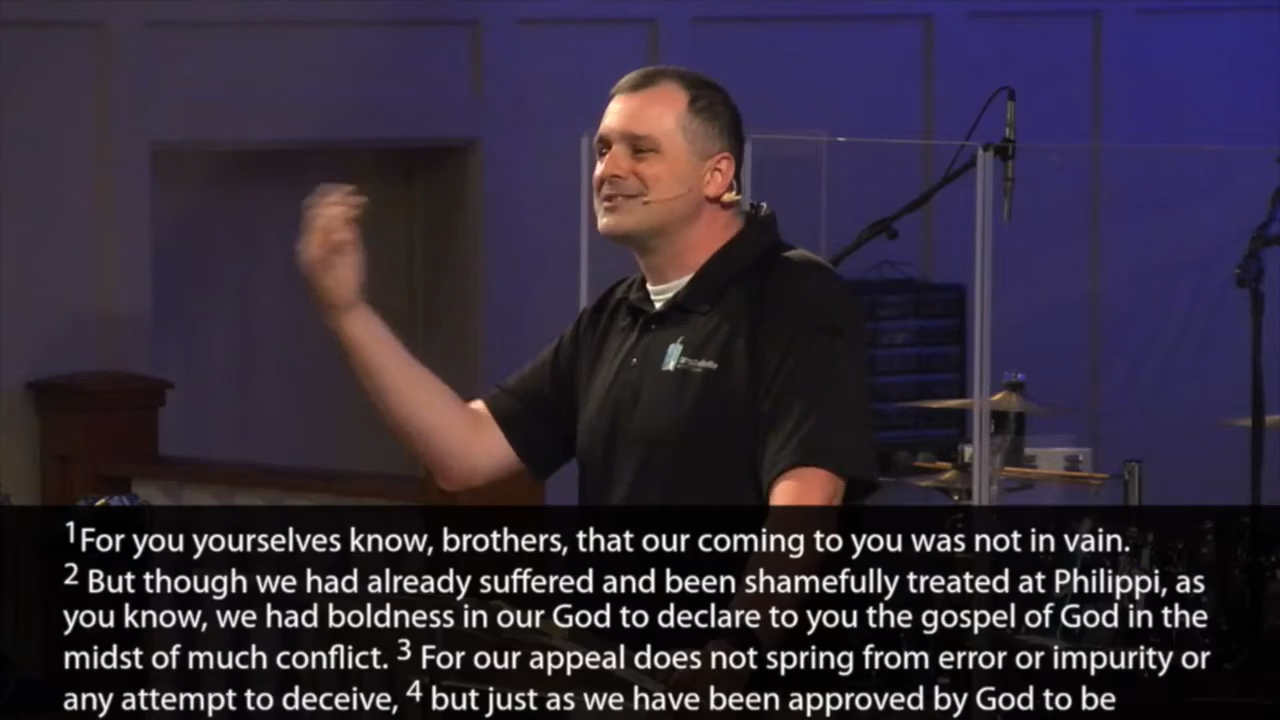 1For you yourselves know, brothers, that our coming to you was not in vain.
2 But though we had already suffered and been shamefully treated at Philippi, as
you know, we had boldness in our God to declare to you the gospel of God in the
midst of much conflict. 3 For our appeal does not spring from error or impurity or
any attempt to deceive, 4 but just as we have been approved by God to be